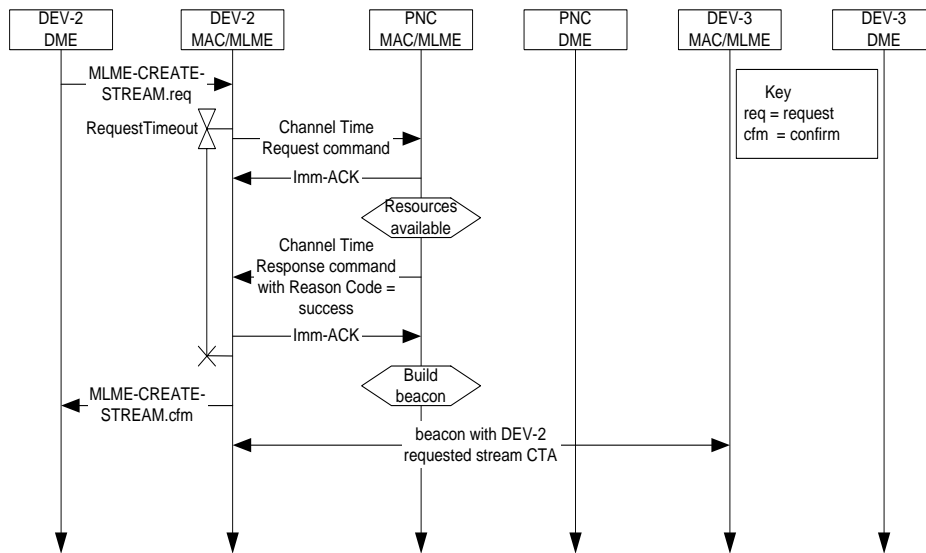 DEV-2
DME
DEV-2
MAC/MLME
PNC
MAC/MLME
PNC
DME
DEV-3
MAC/MLME
DEV-3
DME
MLME-CREATE-
STREAM.req
Key
req = request
cfm = confirm
RequestTimeout
Channel Time
Request command
Imm-ACK
Resources
available
Channel Time
Response command
with Reason Code =
success
Imm-ACK
Build
beacon
MLME-CREATE-
STREAM.cfm
beacon with DEV-2
requested stream CTA